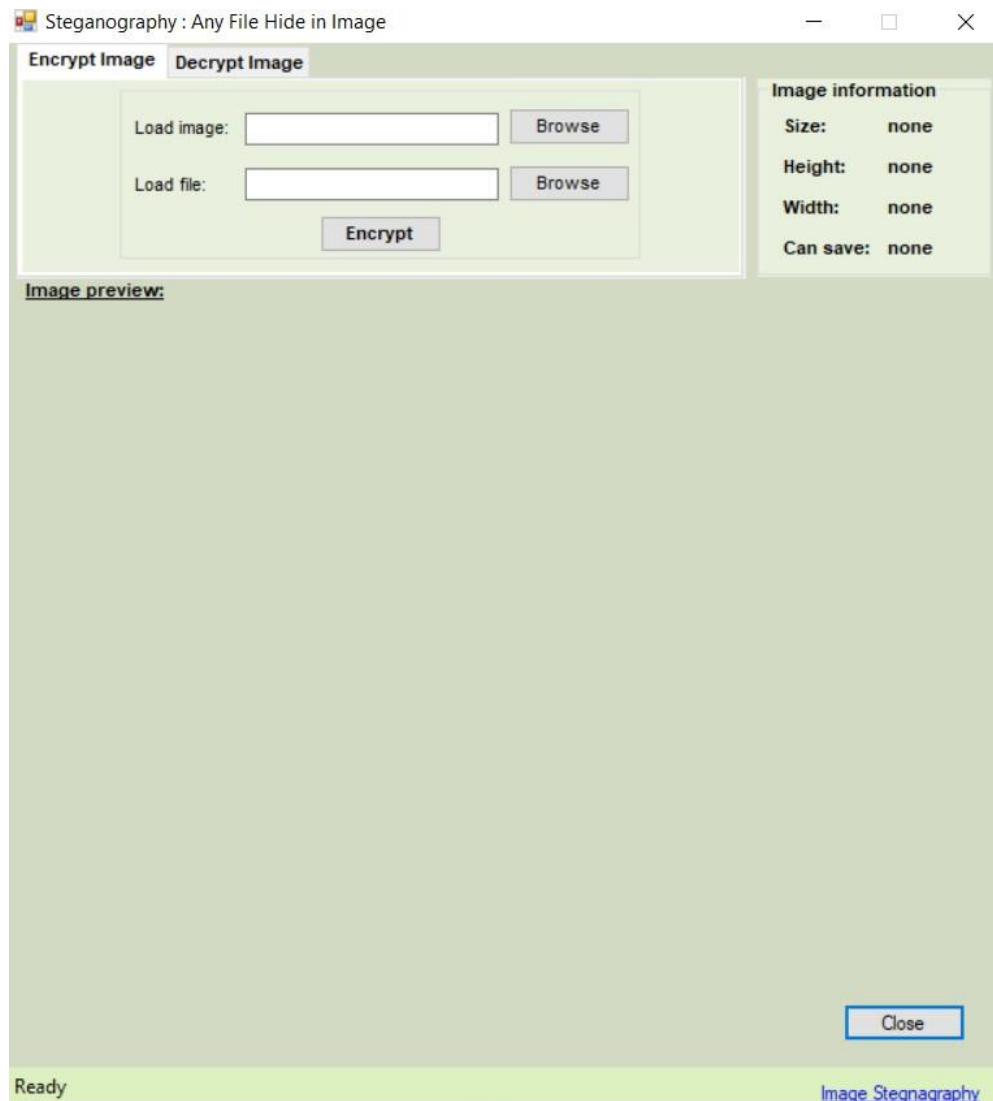 Steganography : Any File Hide in Image
Encrypt Image Decrypt Image
Load image: Browse
Load file: Browse
Encrypt
Image information
Size: none
Height: none
Width: none
Can save: none
Image preview:
Close
Ready
Image Stegnagraphy